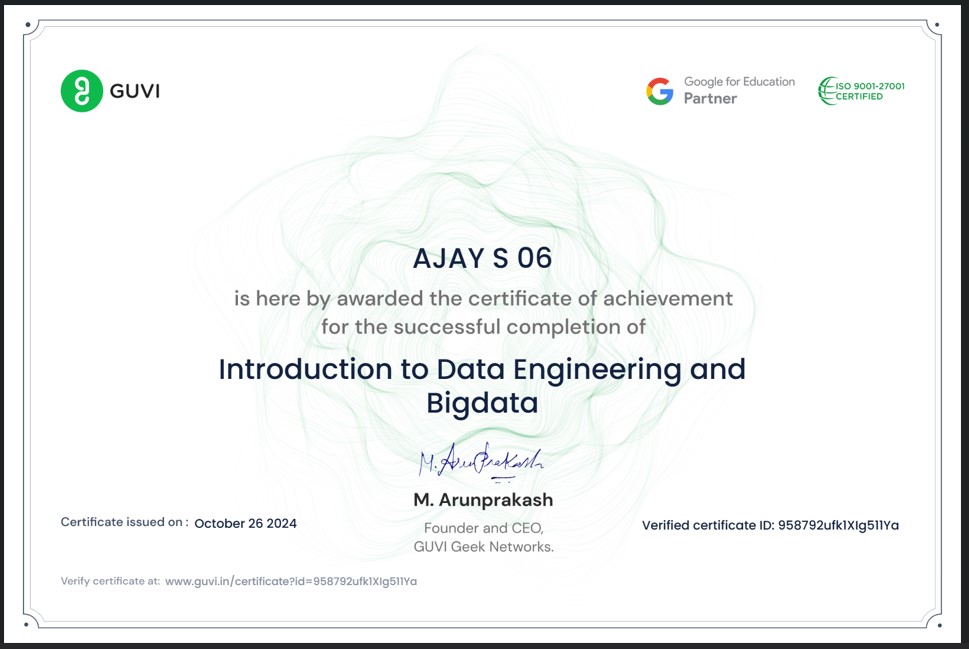 GUVI
Google for Education
Partner
ISO 9001-27001
CERTIFIED
AJAY S 06
is here by awarded the certificate of achievement
for the successful completion of
Introduction to Data Engineering and
Bigdata
M. Arunprakash
M. Arunprakash
Founder and CEO,
GUVI Geek Networks.
Certificate issued on : October 26 2024
Verified certificate ID: 958792ufk1XIg511Ya
Verify certificate at: www.guvi.in/certificate?id=958792ufk1XIg511Ya